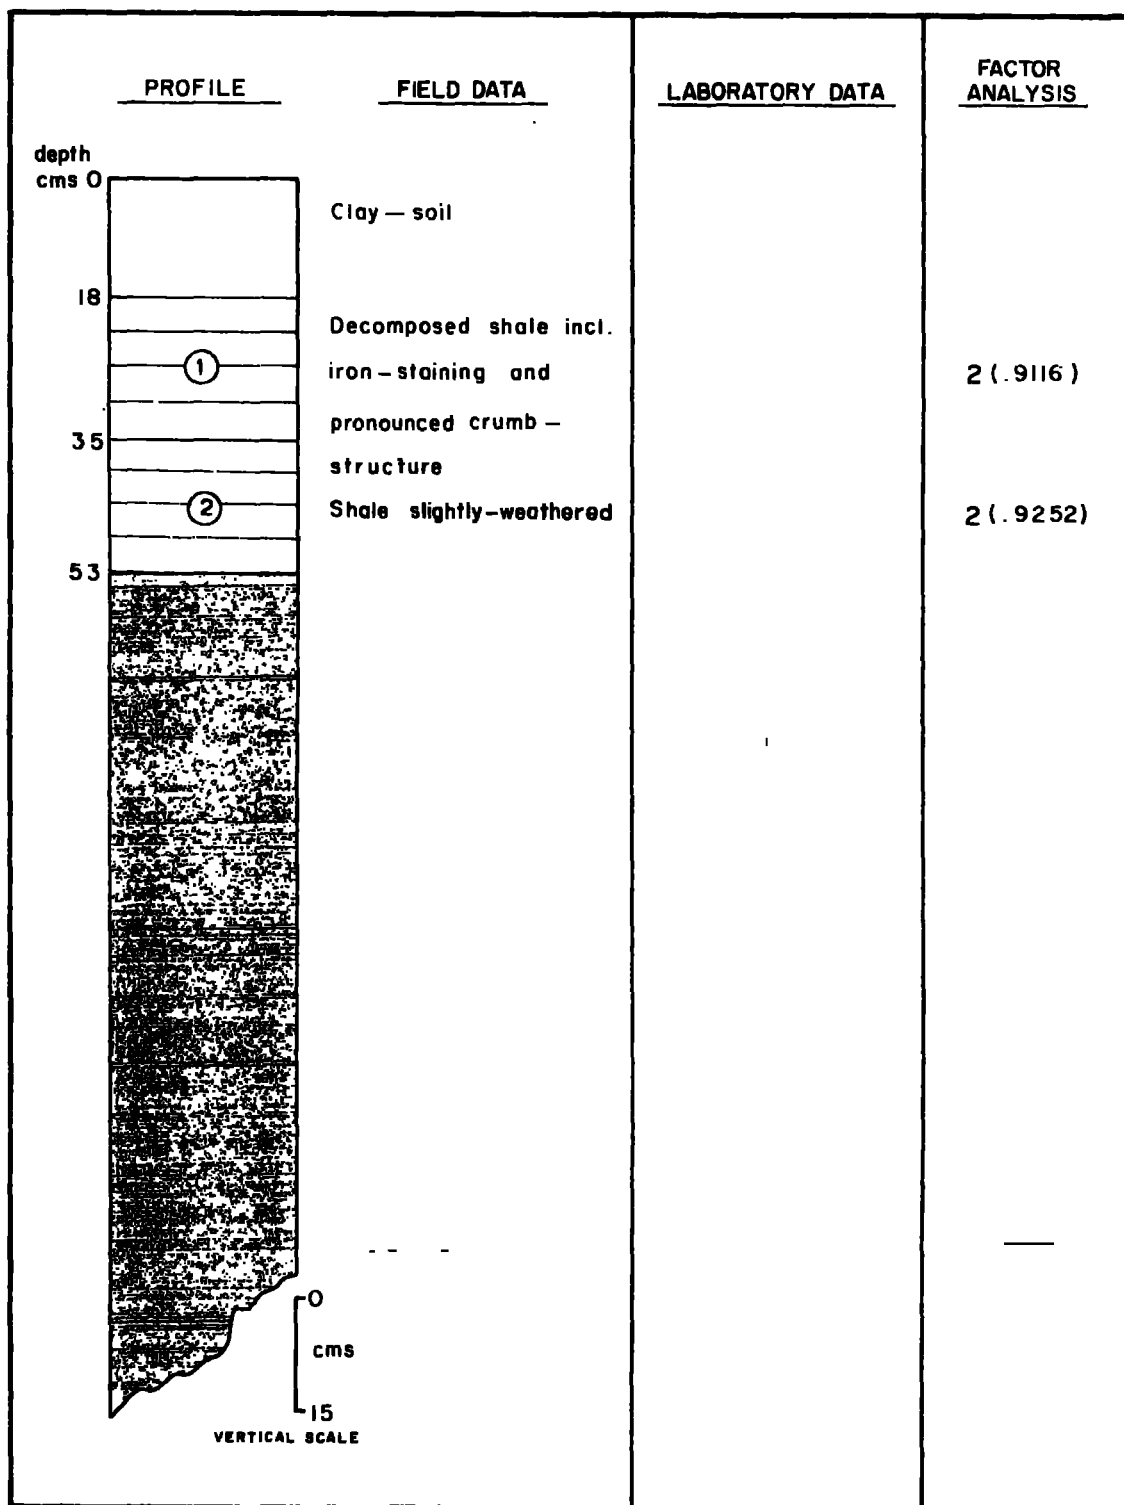 PROFILE FIELD DATA LABORATORY DATA FACTOR ANALYSIS
depth
cms 0
Clay — soil
18
Decomposed shale incl.
1 iron-staining and 2 (.9116)
pronounced crumb —
35
structure
2 Shale slightly-weathered 2 (.9252)
53
0
cms
15
VERTICAL SCALE